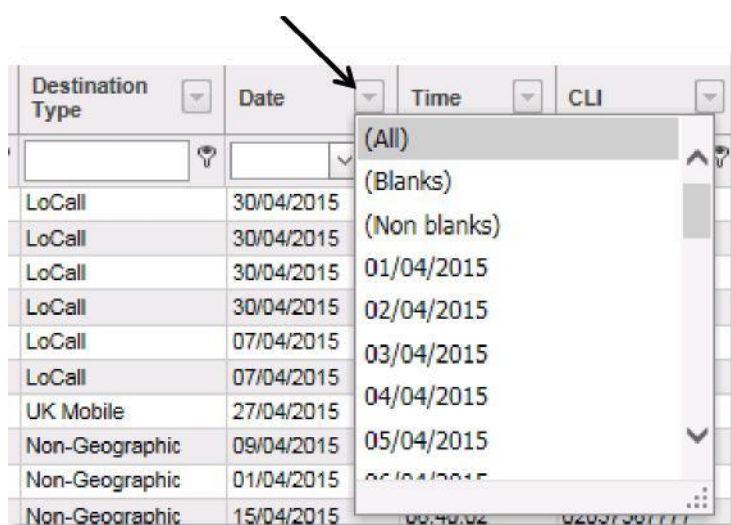 Destination Type
Date
Time
CLI
(All)
(Blanks)
(Non blanks)
01/04/2015
02/04/2015
03/04/2015
04/04/2015
05/04/2015
LoCall 30/04/2015
LoCall 30/04/2015
LoCall 30/04/2015
LoCall 30/04/2015
LoCall 07/04/2015
LoCall 07/04/2015
UK Mobile 27/04/2015
Non-Geographic 09/04/2015
Non-Geographic 01/04/2015
Non-Geographic 15/04/2015